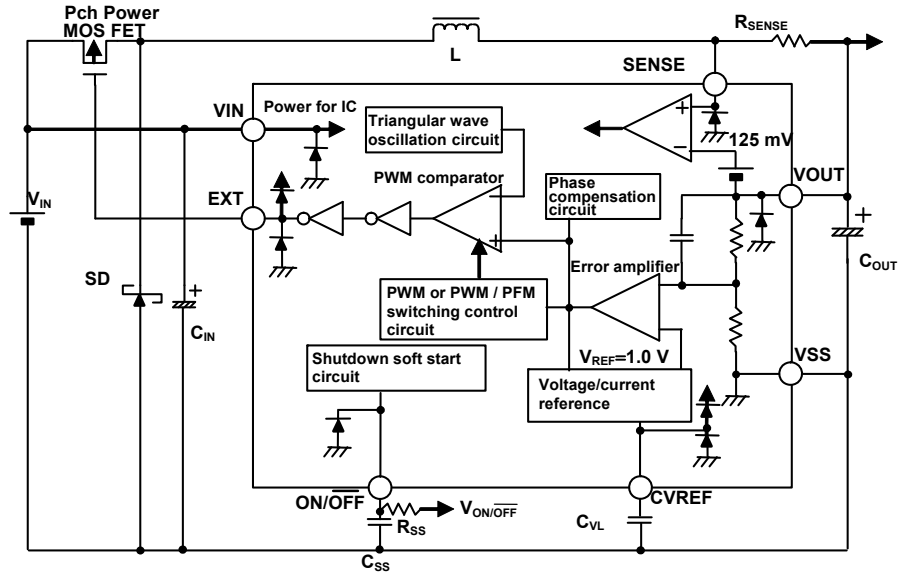 Pch Power
MOS FET
L
RSENSE
SENSE
VIN
Power for IC
Triangular wave
oscillation circuit
+
−
125 mV
PWM comparator
Phase
compensation
circuit
VOUT
EXT
VIN
+
+
COUT
Error amplifier
SD
+
CIN
PWM or PWM / PFM
switching control
circuit
VREF=1.0 V
VSS
Shutdown soft start
circuit
Voltage/current
reference
ON/OFF
CVREF
RSS
VON/OFF
CVL
CSS